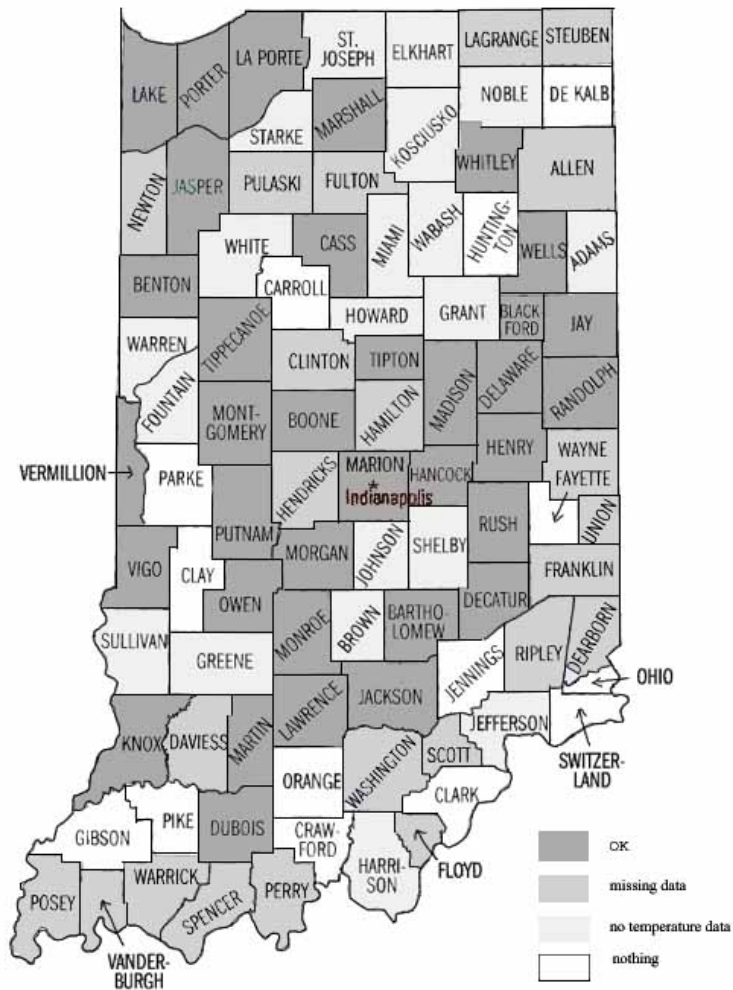 ST.
JOSEPH
ELKHART
LAGRANGE
STEUBEN
LA PORTE
LAKE
PORTER
NOBLE
DE KALB
MARSHALL
STARKE
KOSCIUSKO
WHITLEY
ALLEN
NEWTON
JASPER
PULASKI
FULTON
WHITE
CASS
MIAMI
WABASH
HUNTING-
TON
WELLS
ADAMS
BENTON
CARROLL
HOWARD
GRANT
BLACK
FORD
JAY
WARREN
TIPPECANOE
CLINTON
TIPTON
MADISON
DELAWARE
RANDOLPH
FOUNTAIN
MONT-
GOMERY
BOONE
HAMILTON
HENRY
WAYNE
VERMILLION
PARKE
HENDRICKS
MARION
*
Indianapolis
HANCOCK
FAYETTE
UNION
PUTNAM
MORGAN
JOHNSON
SHELBY
RUSH
FRANKLIN
VIGO
CLAY
OWEN
MONROE
BROWN
BARTHO-
LOMEW
DECATUR
DEARBORN
SULLIVAN
GREENE
JENNINGS
RIPLEY
OHIO
LAWRENCE
JACKSON
JEFFERSON
SWITZER-
LAND
KNOX
DAVIESS
MARTIN
ORANGE
WASHINGTON
SCOTT
CLARK
GIBSON
PIKE
DUBOIS
CRAW-
FORD
HARRI-
SON
FLOYD
POSEY
VANDER-
BURGH
WARRICK
SPENCER
PERRY
OK
missing data
no temperature data
nothing